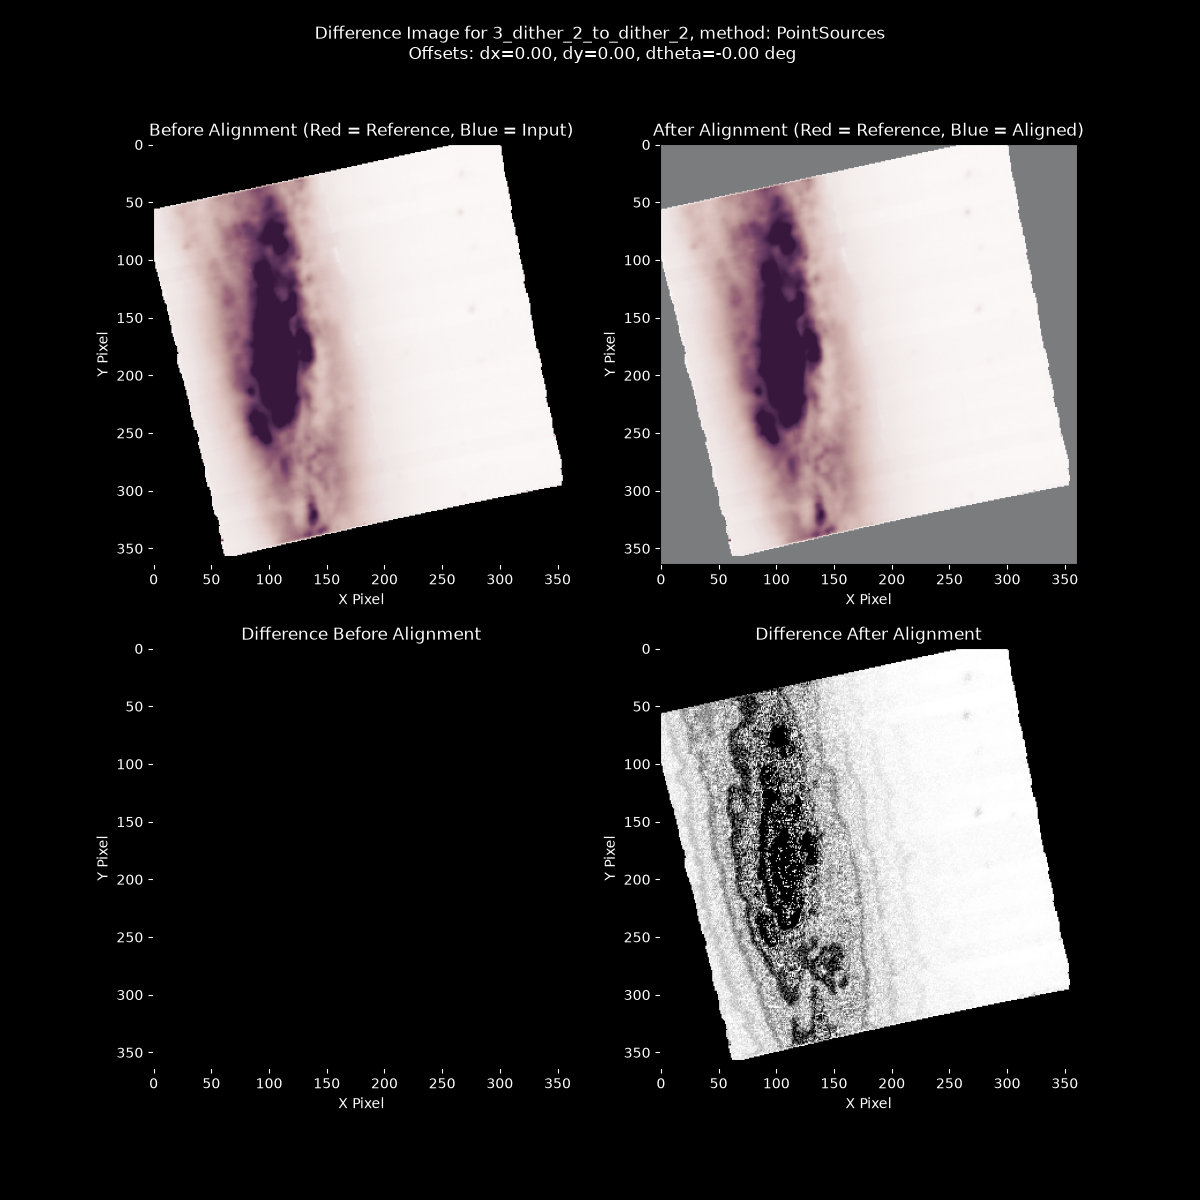 Difference Image for 3_dither_2_to_dither_2, method: PointSources
Offsets: dx=0.00, dy=0.00, dtheta=-0.00 deg
Before Alignment (Red = Reference, Blue = Input)
0
50
100
150
200
250
300
350
Y Pixel
0 50 100 150 200 250 300 350
X Pixel
After Alignment (Red = Reference, Blue = Aligned)
0
50
100
150
200
250
300
350
Y Pixel
0 50 100 150 200 250 300 350
X Pixel
Difference Before Alignment
0
50
100
150
200
250
300
350
Y Pixel
0 50 100 150 200 250 300 350
X Pixel
Difference After Alignment
0
50
100
150
200
250
300
350
Y Pixel
0 50 100 150 200 250 300 350
X Pixel